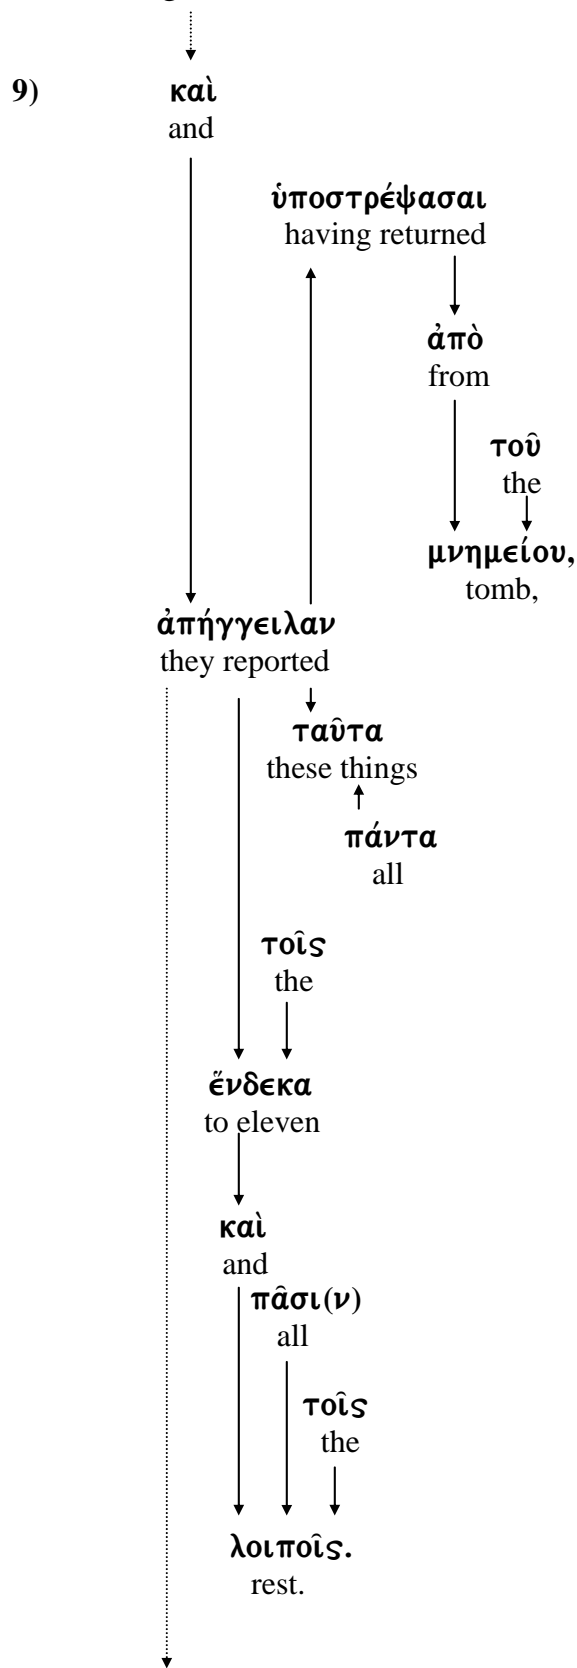 9) καὶ
and
ὑποστρέψασαι
having returned
ἀπὸ
from
τοῦ
the
μνημείου,
tomb,
ἀπήγγειλαν
they reported
ταῦτα
these things
πάντα
all
τοῖς
the
ἕνδεκα
to eleven
καὶ
and
πᾶσι(ν)
all
τοῖς
the
λοιποῖς.
rest.